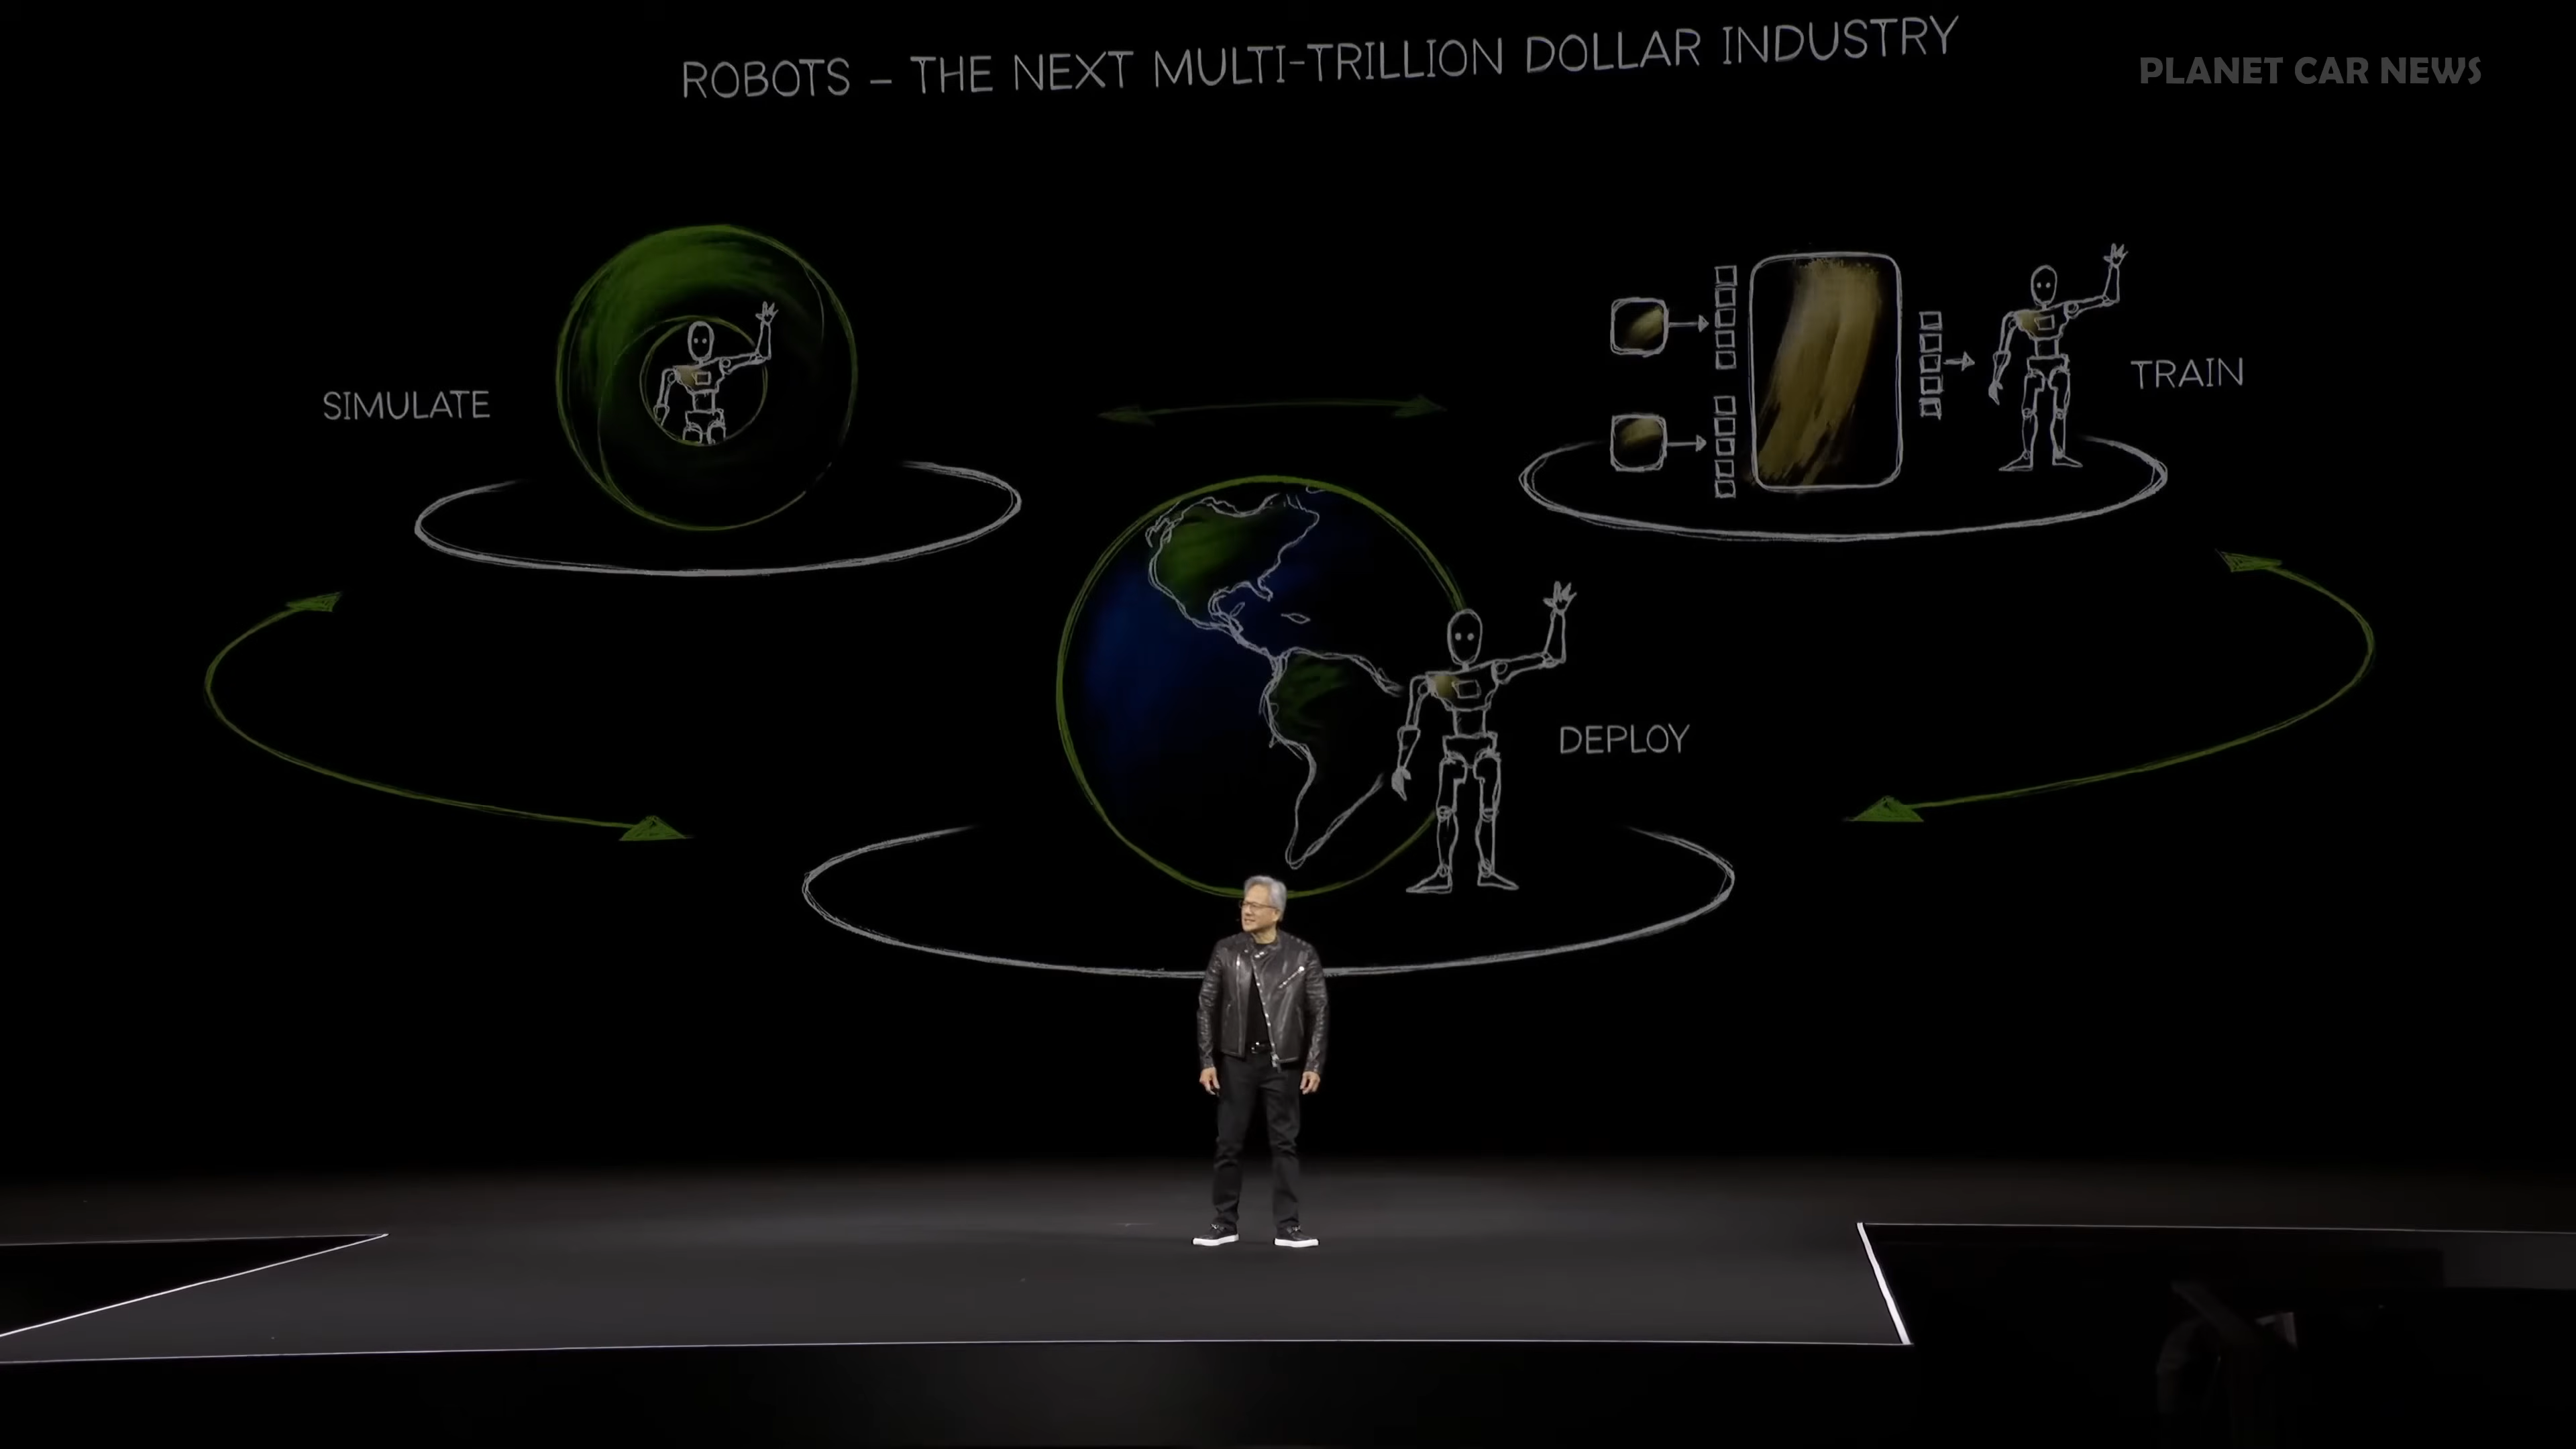 ROBOTS – THE NEXT MULTI-TRILLION DOLLAR INDUSTRY
PLANET CAR NEWS
SIMULATE
TRAIN
DEPLOY